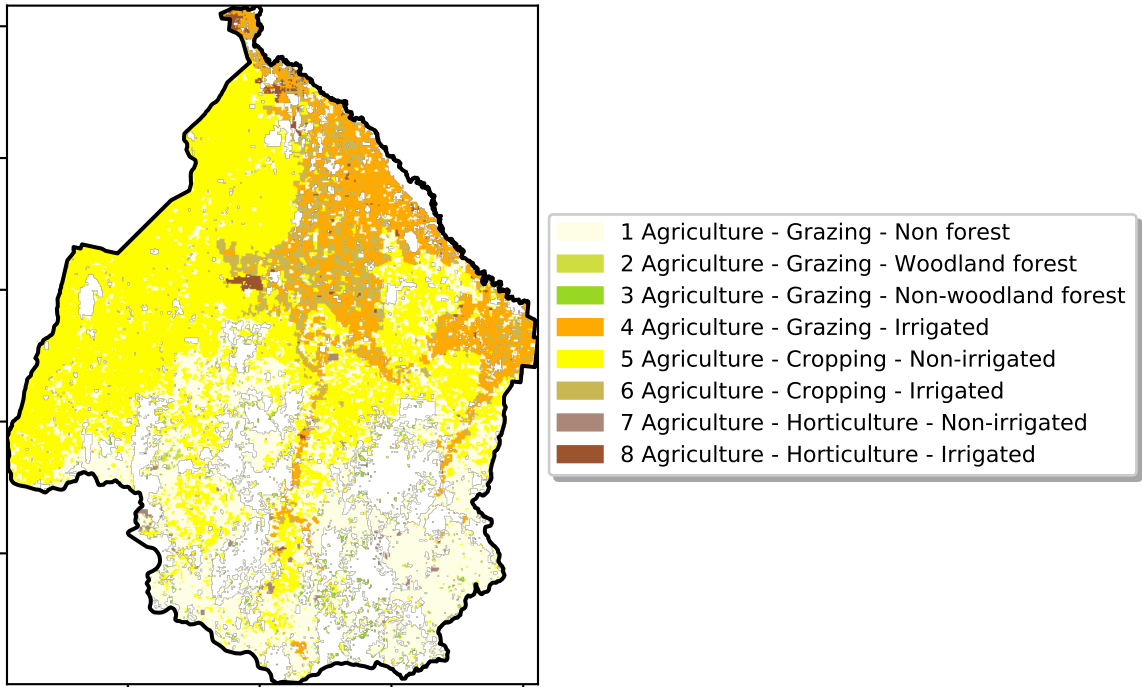 1 Agriculture - Grazing - Non forest
2 Agriculture - Grazing - Woodland forest
3 Agriculture - Grazing - Non-woodland forest
4 Agriculture - Grazing - Irrigated
5 Agriculture - Cropping - Non-irrigated
6 Agriculture - Cropping - Irrigated
7 Agriculture - Horticulture - Non-irrigated
8 Agriculture - Horticulture - Irrigated